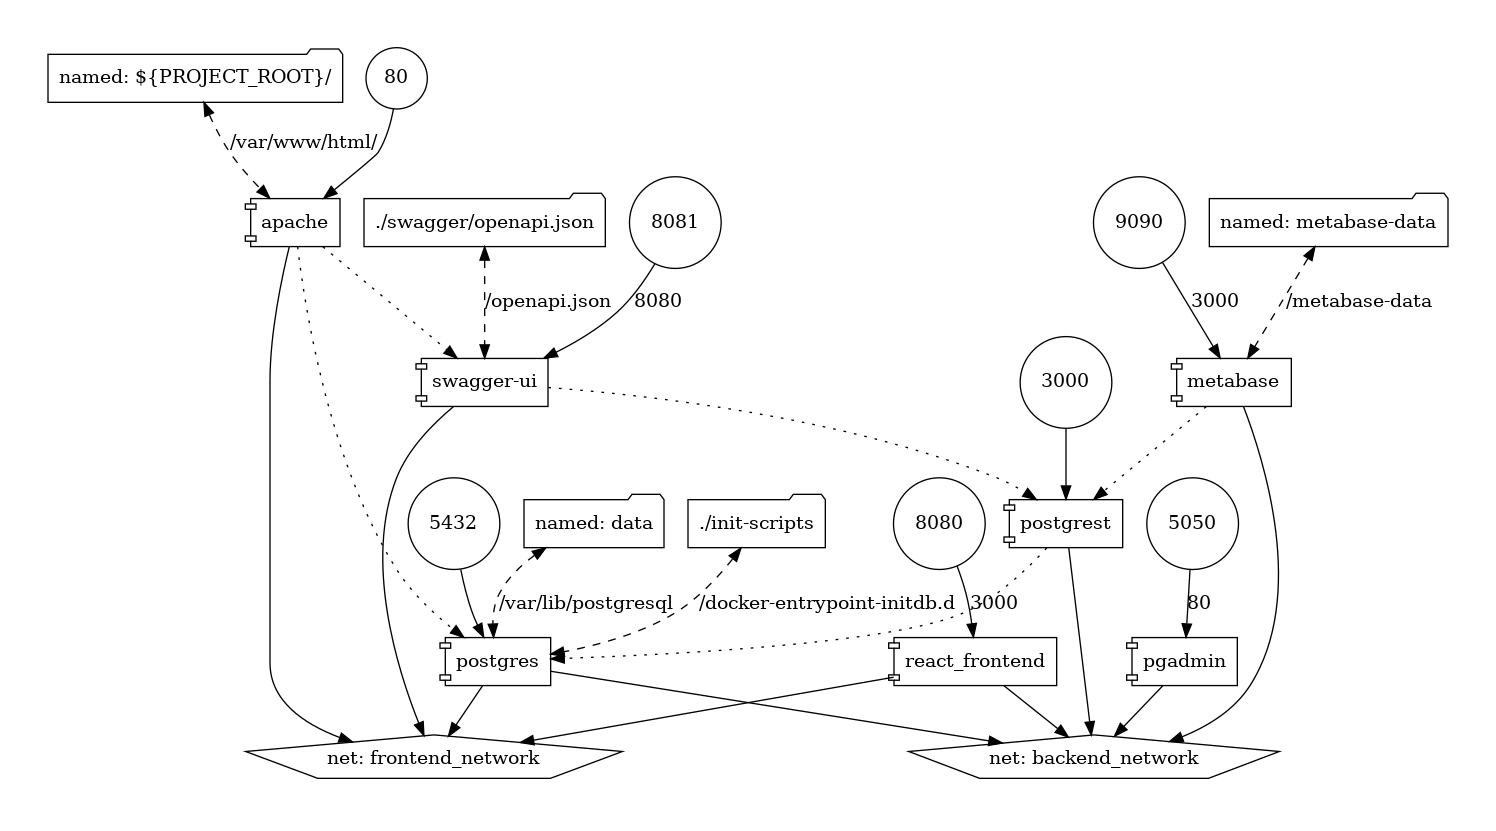 named: ${PROJECT_ROOT}/
80
/var/www/html/
apache
./swagger/openapi.json
8081
9090
named: metabase-data
/openapi.json
8080
3000
/metabase-data
swagger-ui
3000
metabase
5432
named: data
./init-scripts
8080
postgrest
5050
/var/lib/postgresql
/docker-entrypoint-initdb.d
3000
80
postgres
react_frontend
pgadmin
net: frontend_network
net: backend_network